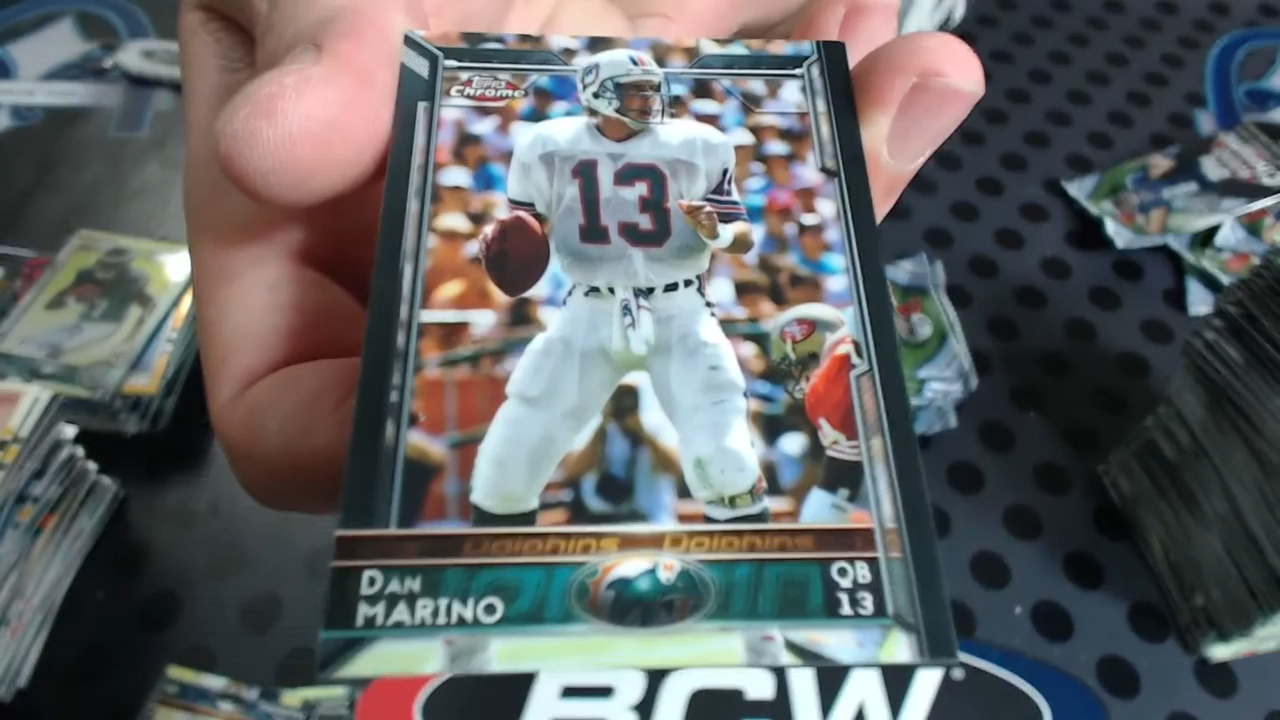 TOPPS
Chrome
13
Dolphins Dolphins
DAN
MARINO
QB
13
BCW